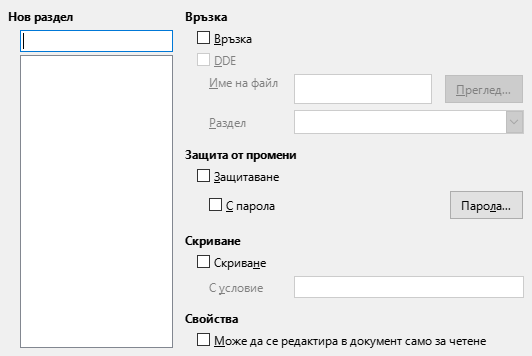 Нов раздел
Връзка
Връзка
DDE
Име на файл
Преглед...
Раздел
Защита от промени
Защитаване
С парола
Парола...
Скриване
Скриване
С условие
Свойства
Може да се редактира в документ само за четене